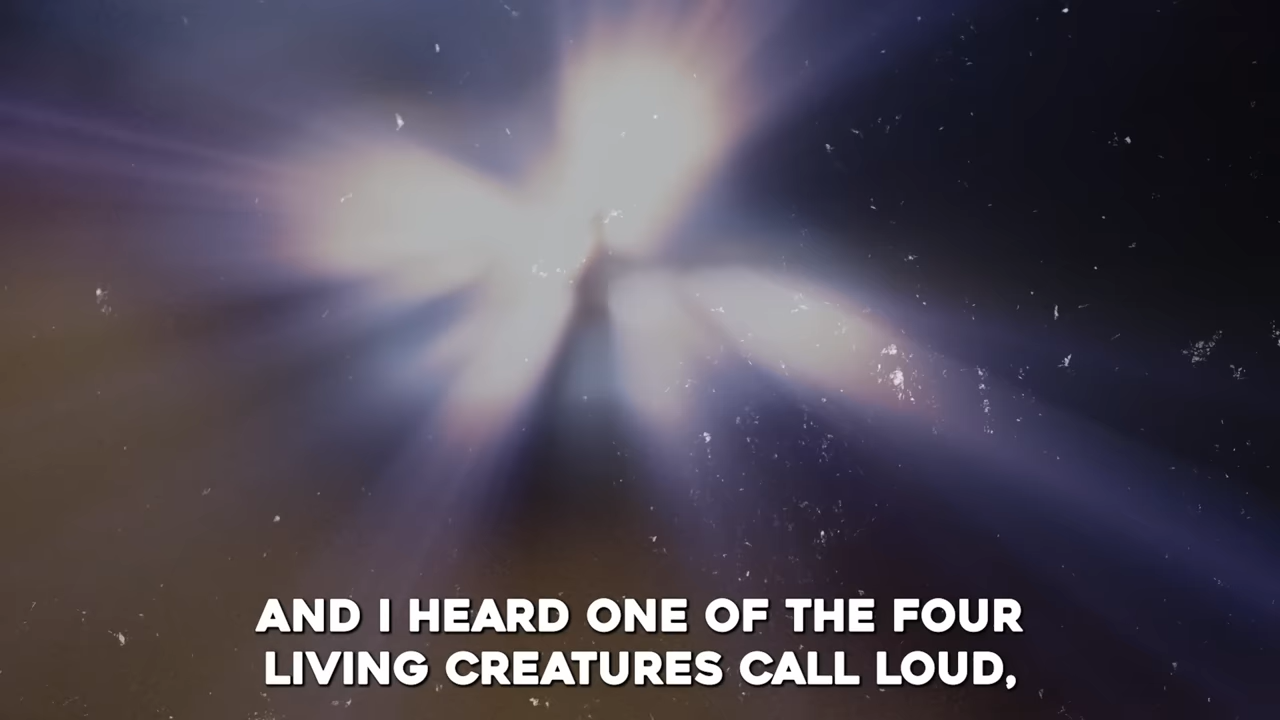 AND I HEARD ONE OF THE FOUR
LIVING CREATURES CALL LOUD,